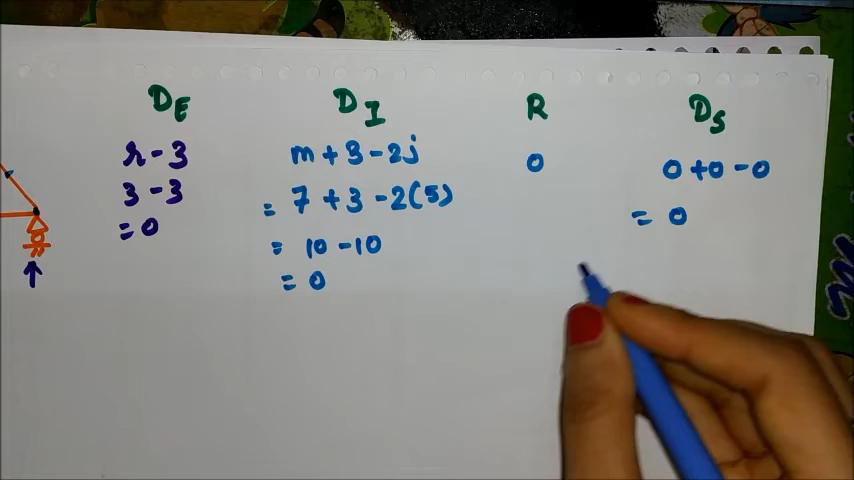 DE DI R DS
r-3 m+3-2j 0 0+0-0
3-3 = 7+3-2(5) = 0
=0 = 10-10
= 0